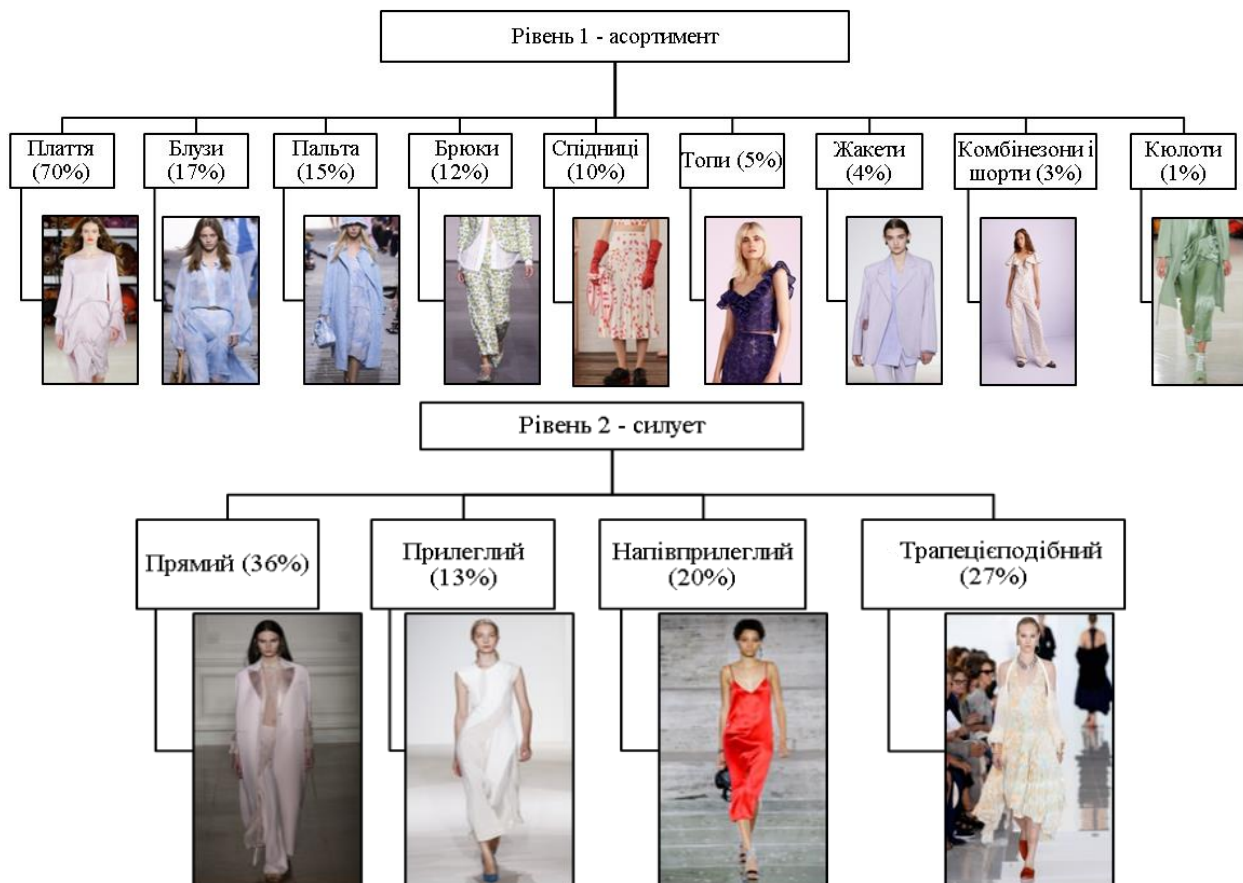 Рівень 1 - асортимент
Плаття
(70%)
Блузи
(17%)
Пальта
(15%)
Брюки
(12%)
Спідниці
(10%)
Топи (5%)
Жакети
(4%)
Комбінезони і
шорти (3%)
Кюлоти
(1%)
Рівень 2 - силует
Прямий (36%)
Прилеглий
(13%)
Напівприлеглий
(20%)
Трапецієподібний
(27%)